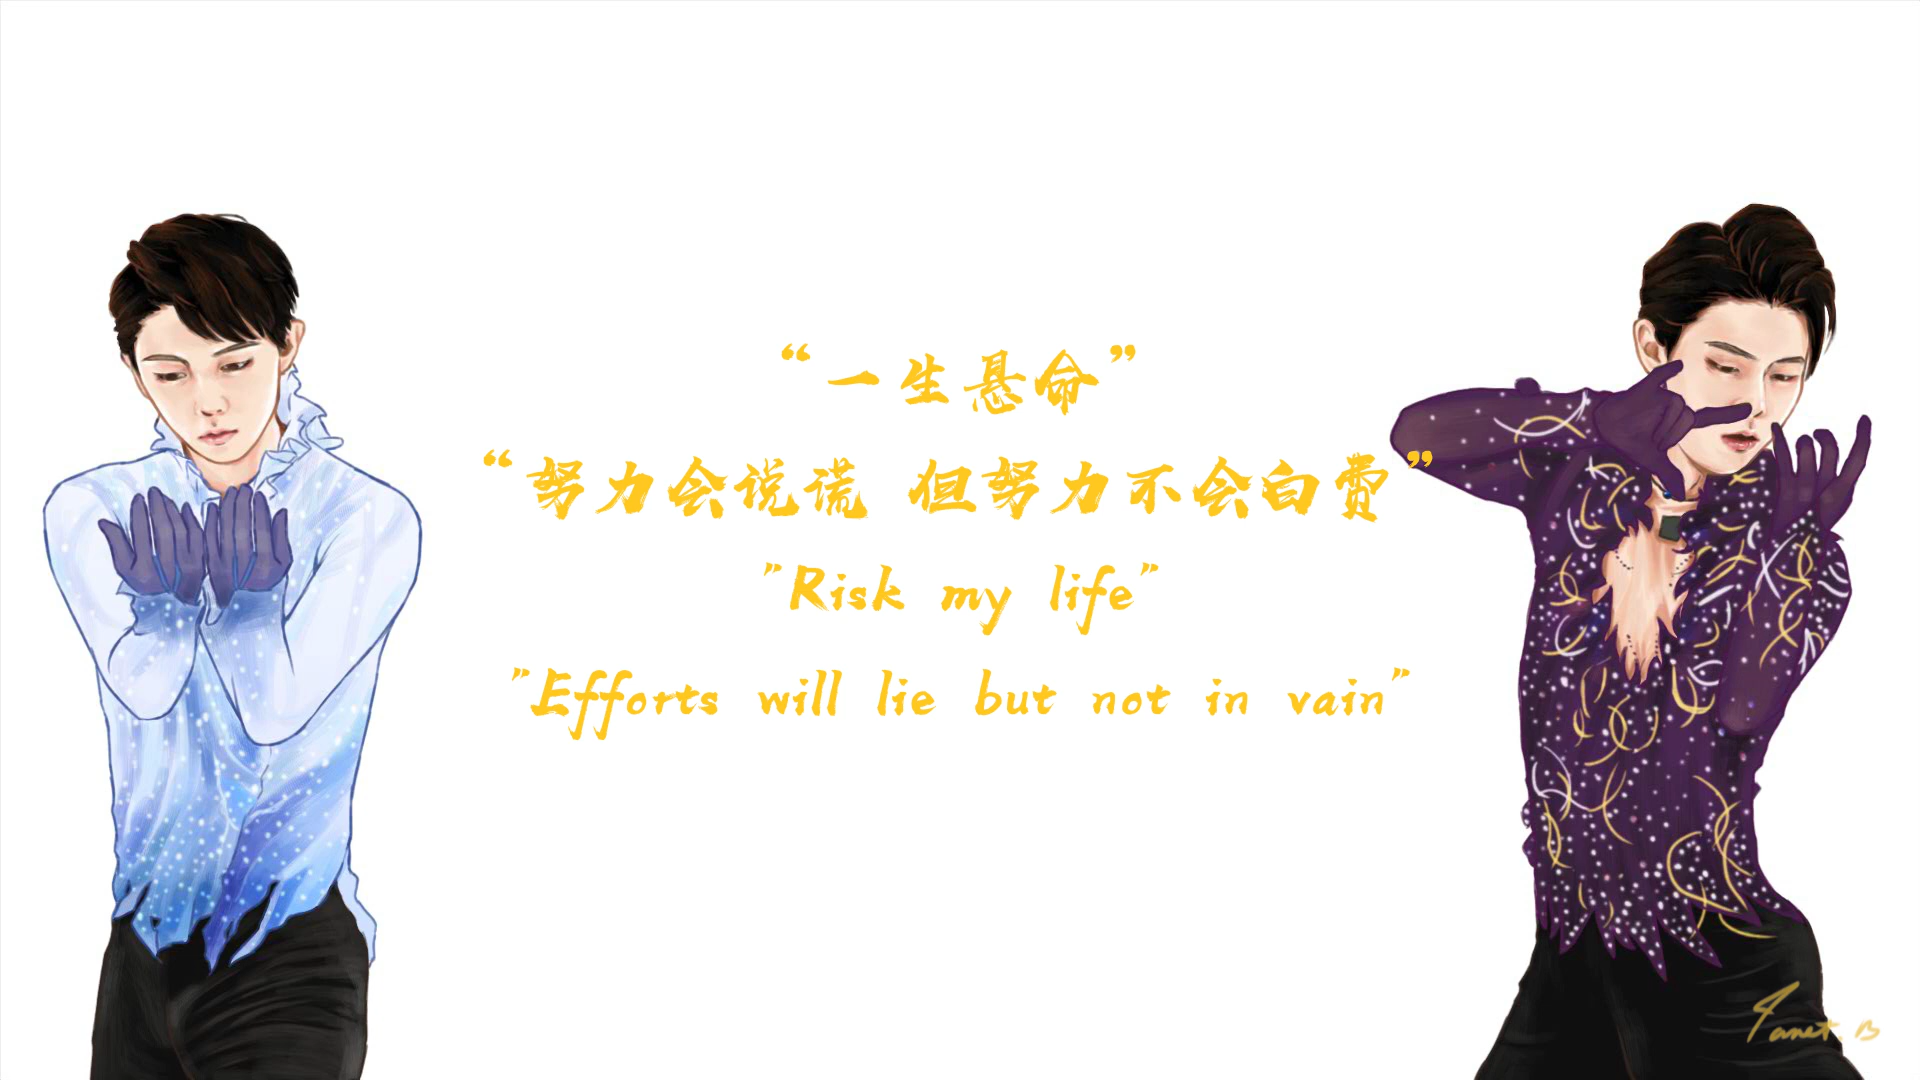 “一生悬命”
“努力会说谎 但努力不会白费”
"Risk my life"
"Efforts will lie but not in vain"
Janet.B